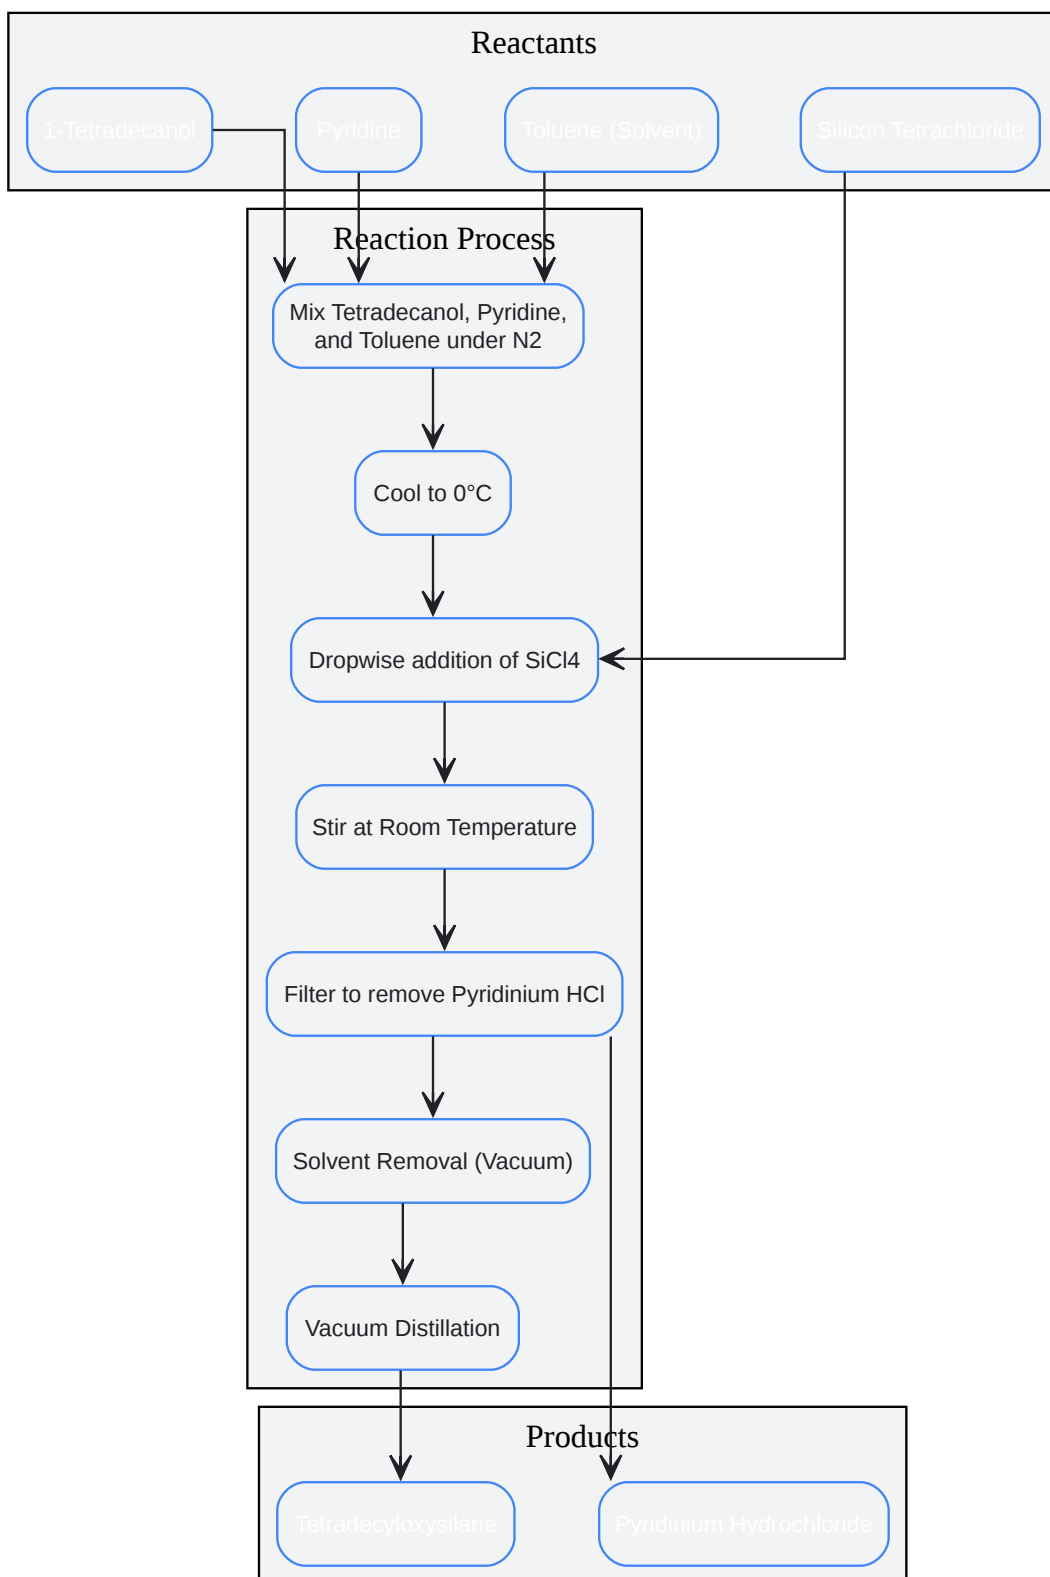 Reactants
1-Tetradecanol
Pyridine
Toluene (Solvent)
Silicon Tetrachloride
Reaction Process
Mix Tetradecanol, Pyridine,
and Toluene under N2
Cool to 0°C
Dropwise addition of SiCl4
Stir at Room Temperature
Filter to remove Pyridinium HCl
Solvent Removal (Vacuum)
Vacuum Distillation
Products
Tetradecyloxysilane
Pyridinium Hydrochloride